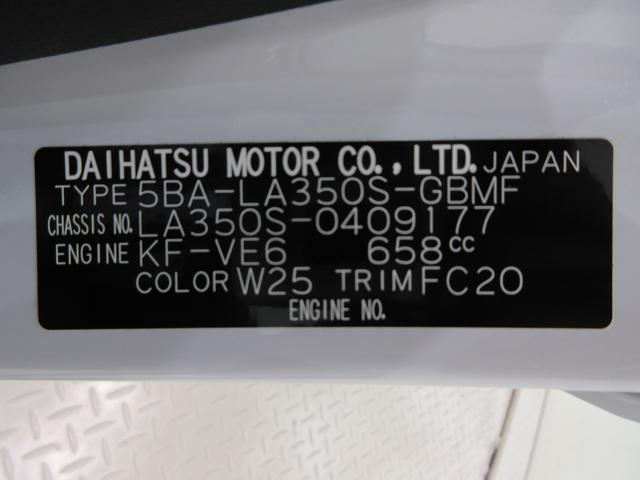 DAIHATSU MOTOR CO., LTD. JAPAN
TYPE 5BA-LA350S-GBMF
CHASSIS NO. LA350S-0409177
ENGINE KF-VE6 658cc
COLOR W25 TRIM FC20
ENGINE NO.